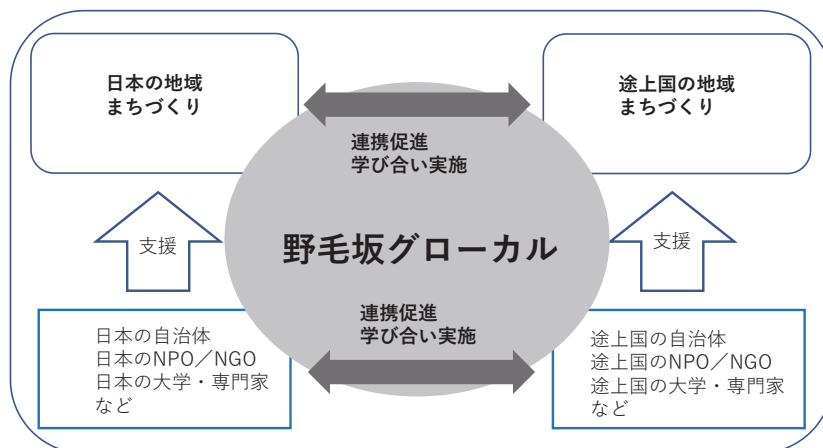 日本の地域
まちづくり
途上国の地域
まちづくり
連携促進
学び合い実施
支援
野毛坂グローカル
支援
連携促進
学び合い実施
日本の自治体
日本のNPO／NGO
日本の大学・専門家
など
途上国の自治体
途上国のNPO／NGO
途上国の大学・専門家
など